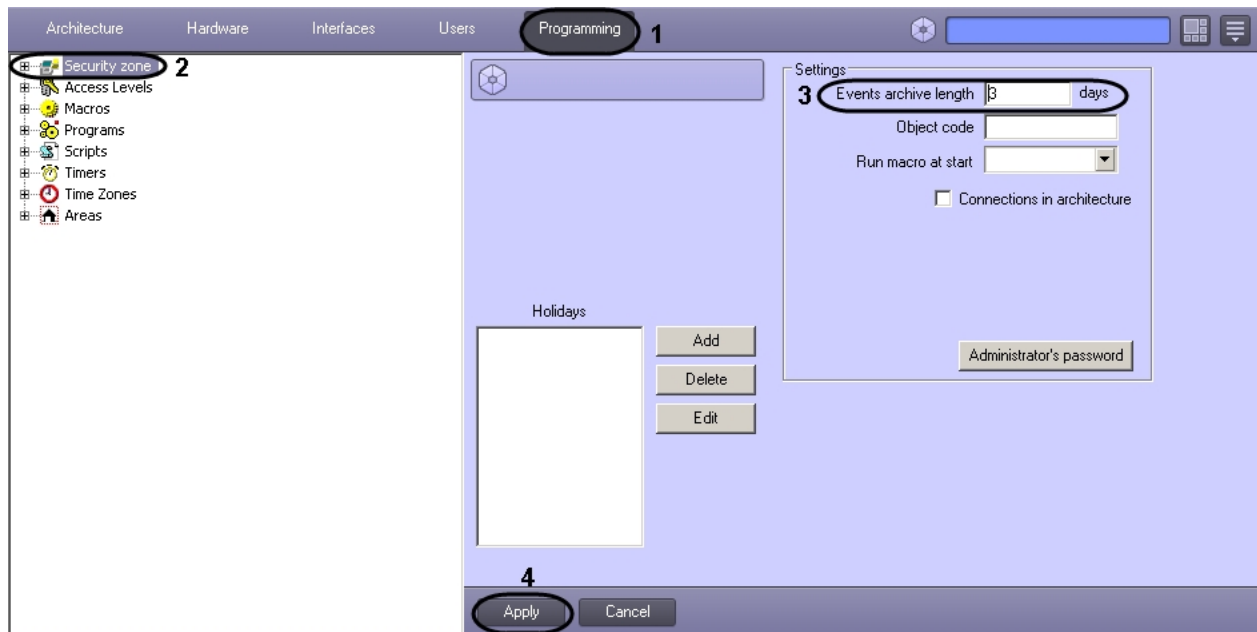 Architecture Hardware Interfaces Users Programming 1
Security zone 2
Access Levels
Macros
Programs
Scripts
Timers
Time Zones
Areas
Settings
3 Events archive length 3 days
Object code
Run macro at start
Connections in architecture
Administrator's password
Holidays
Add
Delete
Edit
4
Apply Cancel